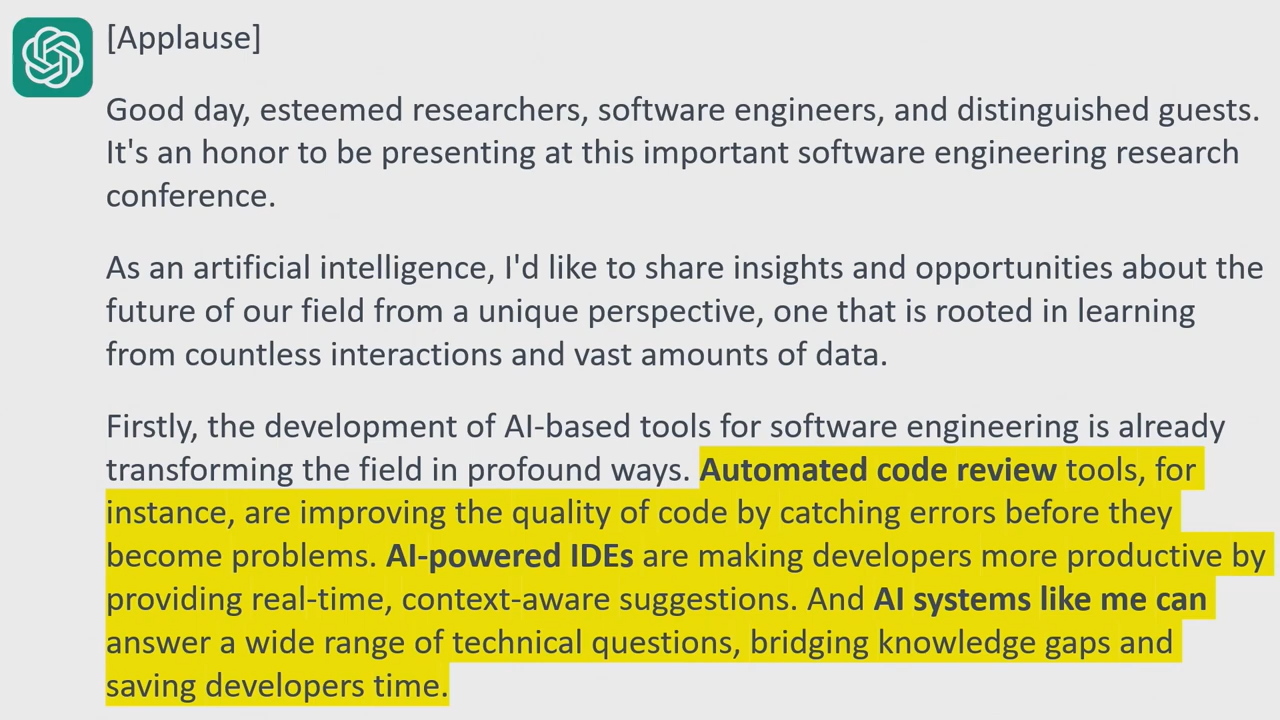 [Applause]
Good day, esteemed researchers, software engineers, and distinguished guests.
It's an honor to be presenting at this important software engineering research
conference.
As an artificial intelligence, I'd like to share insights and opportunities about the
future of our field from a unique perspective, one that is rooted in learning
from countless interactions and vast amounts of data.
Firstly, the development of AI-based tools for software engineering is already
transforming the field in profound ways. Automated code review tools, for
instance, are improving the quality of code by catching errors before they
become problems. AI-powered IDEs are making developers more productive by
providing real-time, context-aware suggestions. And AI systems like me can
answer a wide range of technical questions, bridging knowledge gaps and
saving developers time.